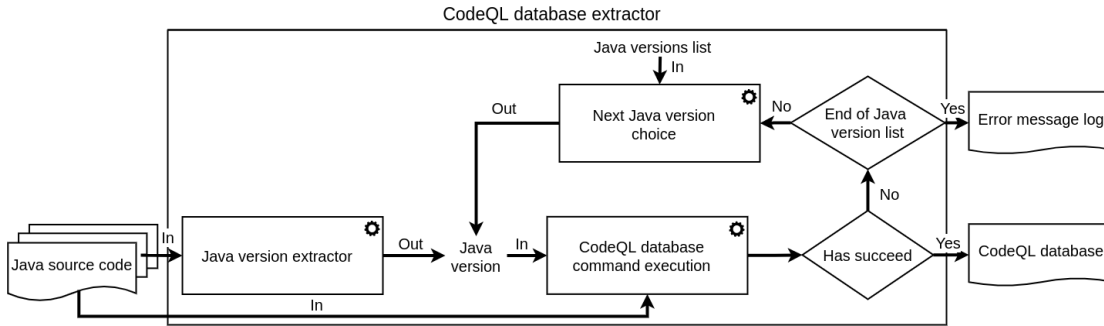 CodeQL database extractor
Java versions list
In
Out
Next Java version
choice
No
End of Java
version list
Yes
Error message log
No
Java source code
In
Java version extractor
Out
Java
version
In
CodeQL database
command execution
Has succeed
Yes
CodeQL database
In